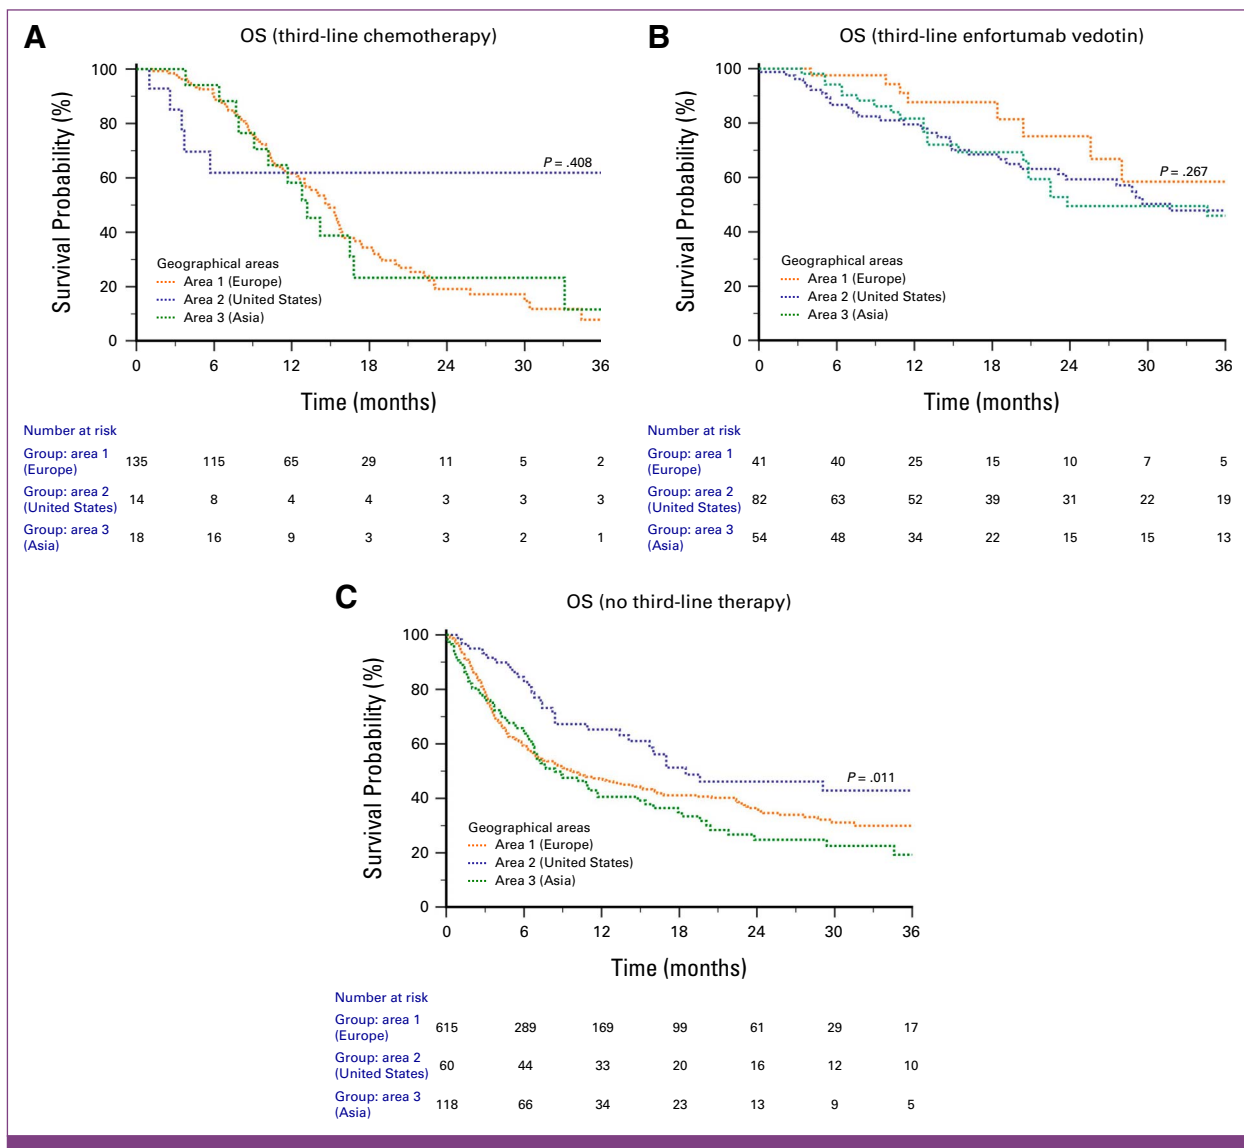 A
OS (third-line chemotherapy)
Survival Probability (%)
100
80
60
40
20
0
P = .408
Geographical areas
Area 1 (Europe)
Area 2 (United States)
Area 3 (Asia)
0 6 12 18 24 30 36
Time (months)
Number at risk
Group: area 1
(Europe) 135 115 65 29 11 5 2
Group: area 2
(United States) 14 8 4 4 3 3 3
Group: area 3
(Asia) 18 16 9 3 3 2 1
B
OS (third-line enfortumab vedotin)
Survival Probability (%)
100
80
60
40
20
0
P = .267
Geographical areas
Area 1 (Europe)
Area 2 (United States)
Area 3 (Asia)
0 6 12 18 24 30 36
Time (months)
Number at risk
Group: area 1
(Europe) 41 40 25 15 10 7 5
Group: area 2
(United States) 82 63 52 39 31 22 19
Group: area 3
(Asia) 54 48 34 22 15 15 13
C
OS (no third-line therapy)
Survival Probability (%)
100
80
60
40
20
0
P = .011
Geographical areas
Area 1 (Europe)
Area 2 (United States)
Area 3 (Asia)
0 6 12 18 24 30 36
Time (months)
Number at risk
Group: area 1
(Europe) 615 289 169 99 61 29 17
Group: area 2
(United States) 60 44 33 20 16 12 10
Group: area 3
(Asia) 118 66 34 23 13 9 5